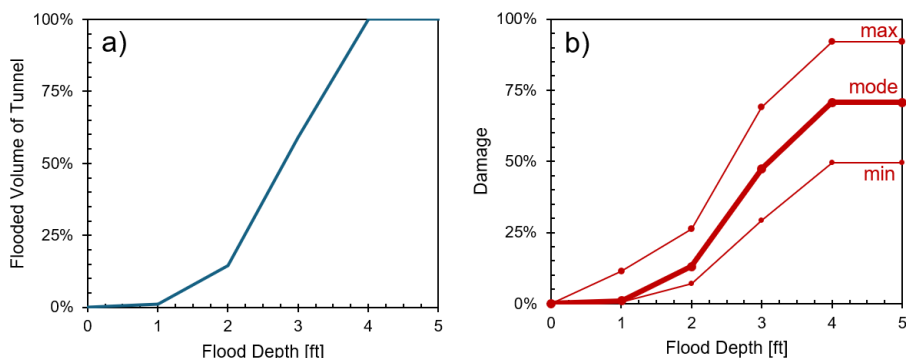 a)
Flooded Volume of Tunnel
100%
75%
50%
25%
0%
0 1 2 3 4 5
Flood Depth [ft]
b)
Damage
100%
75%
50%
25%
0%
max
mode
min
0 1 2 3 4 5
Flood Depth [ft]